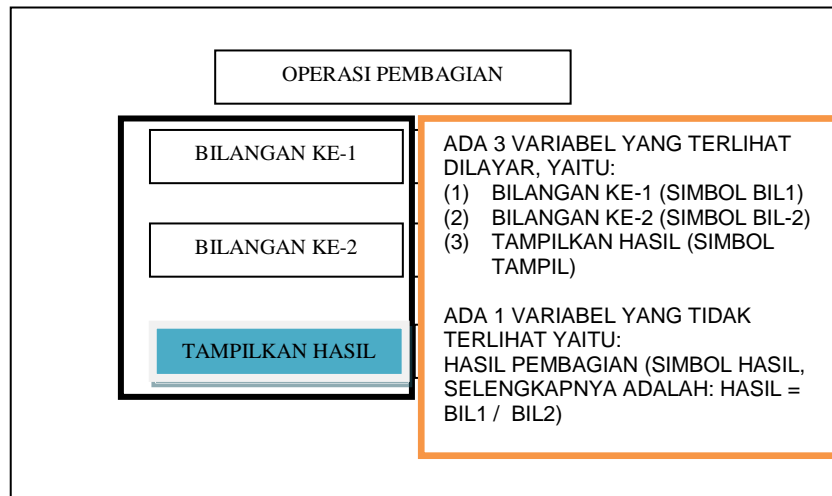 OPERASI PEMBAGIAN
BILANGAN KE-1
BILANGAN KE-2
TAMPILKAN HASIL
ADA 3 VARIABEL YANG TERLIHAT
DILAYAR, YAITU:
(1) BILANGAN KE-1 (SIMBOL BIL1)
(2) BILANGAN KE-2 (SIMBOL BIL-2)
(3) TAMPILKAN HASIL (SIMBOL
TAMPIL)
ADA 1 VARIABEL YANG TIDAK
TERLIHAT YAITU:
HASIL PEMBAGIAN (SIMBOL HASIL,
SELENGKAPNYA ADALAH: HASIL =
BIL1 / BIL2)